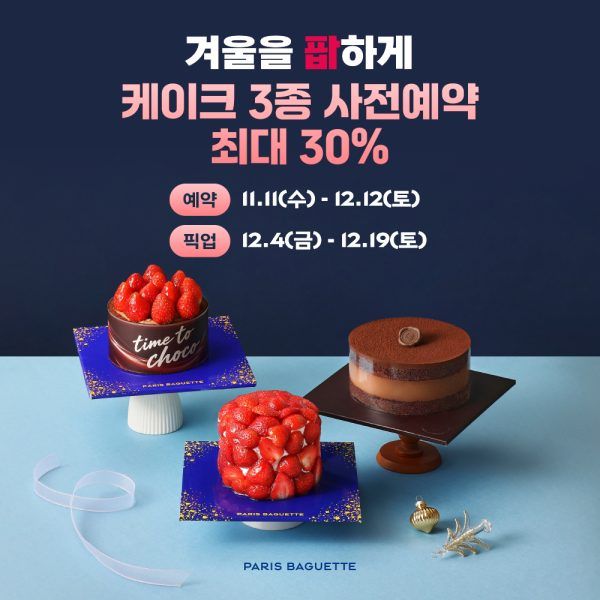 겨울을 팝하게
케이크 3종 사전예약
최대 30%
예약 11.11(수) - 12.12(토)
픽업 12.4(금) - 12.19(토)
time to
choco
PARIS BAGUETTE
PARIS BAGUETTE
PARIS BAGUETTE